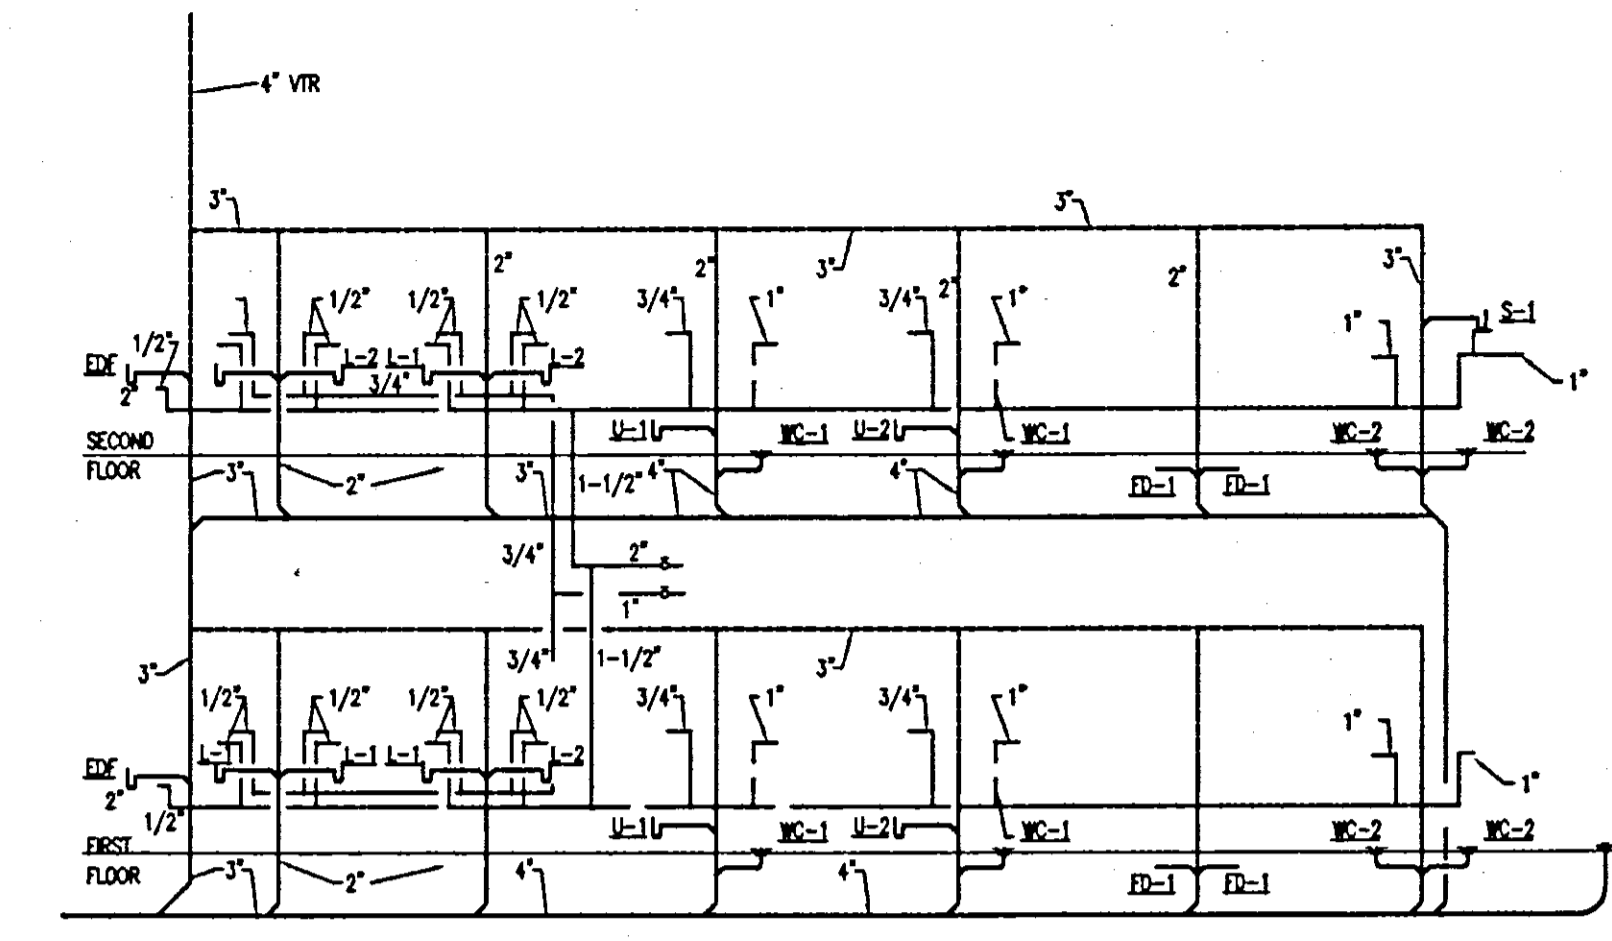 4" VTR
3" 3"
2" 2" 3" 2" 2" 3"
1/2" 1/2" 1/2" 3/4" 1" 3/4" 1" 1" S-1
1/2"
EDF L-2 L-1 L-2
2" 3/4" 1"
U-1 WC-1 U-2 WC-1 WC-2 WC-2
SECOND
FLOOR 3" 2" 3" 1-1/2" 4" 4" FD-1 FD-1
3/4" 2"
1"
3" 3/4" 1-1/2" 3"
1/2" 1/2" 1/2" 1/2" 3/4" 1" 3/4" 1" 1"
L-1 L-1 L-1 L-2
EDF 1"
2"
1/2" U-1 WC-1 U-2 WC-1 WC-2 WC-2
FIRST
FLOOR 3" 2" 4" 4" FD-1 FD-1